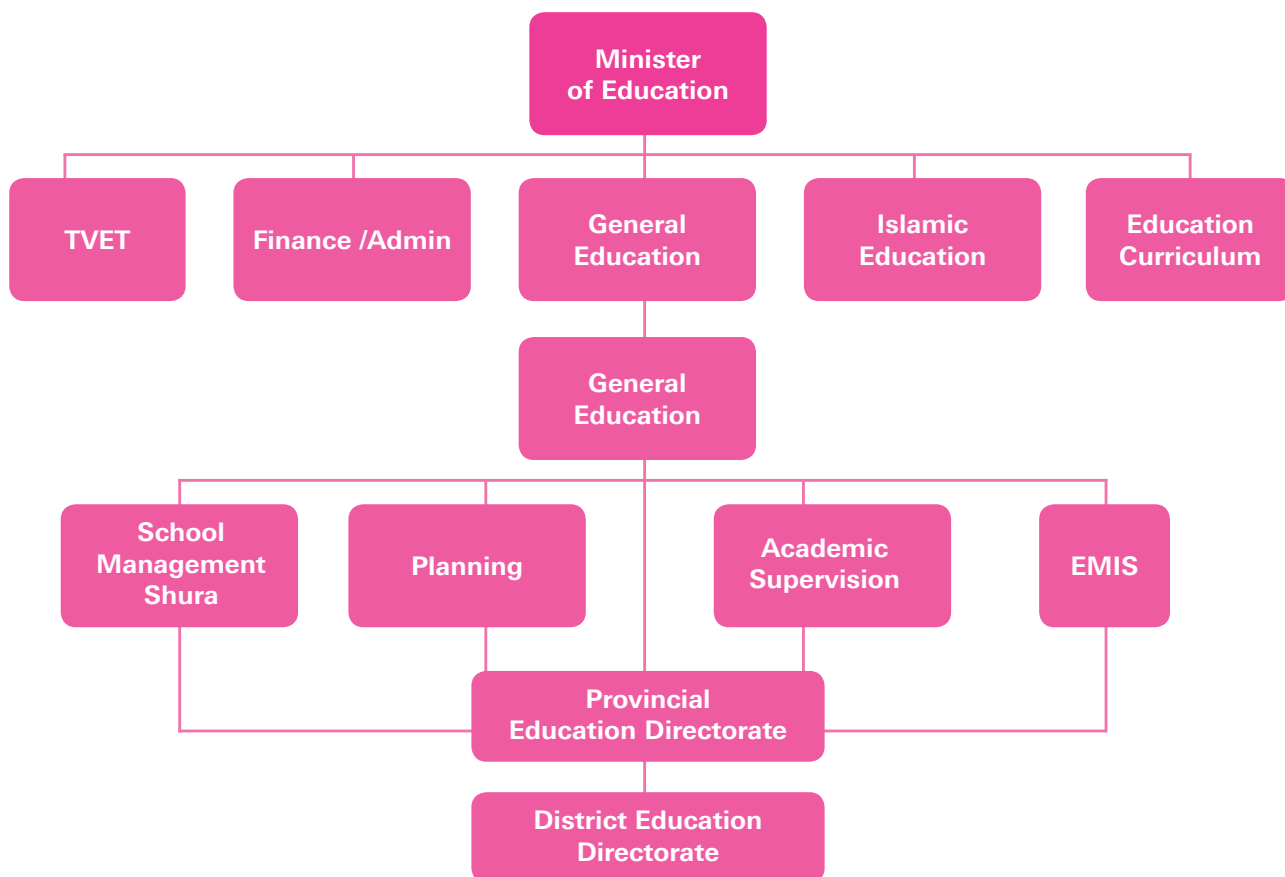 Minister
of Education
TVET
Finance /Admin
General
Education
Islamic
Education
Education
Curriculum
General
Education
School
Management
Shura
Planning
Academic
Supervision
EMIS
Provincial
Education Directorate
District Education
Directorate